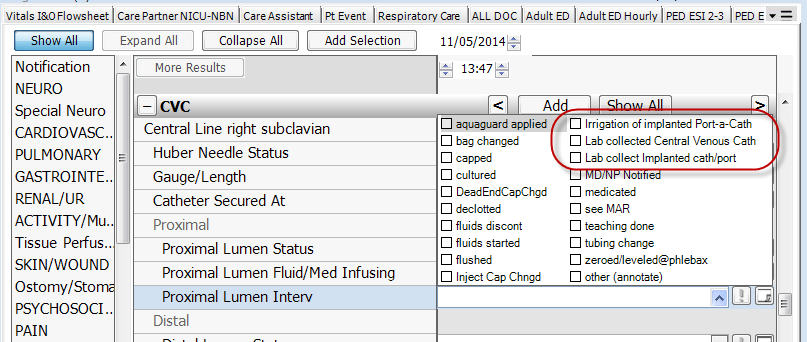 Vitals I&O Flowsheet Care Partner NICU-NBN Care Assistant Pt Event Respiratory Care ALL DOC Adult ED Adult ED Hourly PED ESI 2-3 PED E
Show All Expand All Collapse All Add Selection 11/05/2014
Notification More Results 13:47
NEURO
Special Neuro CVC < Add Show All >
CARDIOVASC...
PULMONARY
GASTROINTE...
RENAL/UR
ACTIVITY/Mu...
Tissue Perfus...
SKIN/WOUND
Ostomy/Stoma
PSYCHOSOCI...
PAIN
Central Line right subclavian
Huber Needle Status
Gauge/Length
Catheter Secured At
Proximal
Proximal Lumen Status
Proximal Lumen Fluid/Med Infusing
Proximal Lumen Interv
Distal
aquaguard applied
bag changed
capped
cultured
DeadEndCapChgd
declotted
fluids discont
fluids started
flushed
Inject Cap Chngd
Irrigation of implanted Port-a-Cath
Lab collected Central Venous Cath
Lab collect Implanted cath/port
MD/NP Notified
medicated
see MAR
teaching done
tubing change
zeroed/leveled@phlebax
other (annotate)